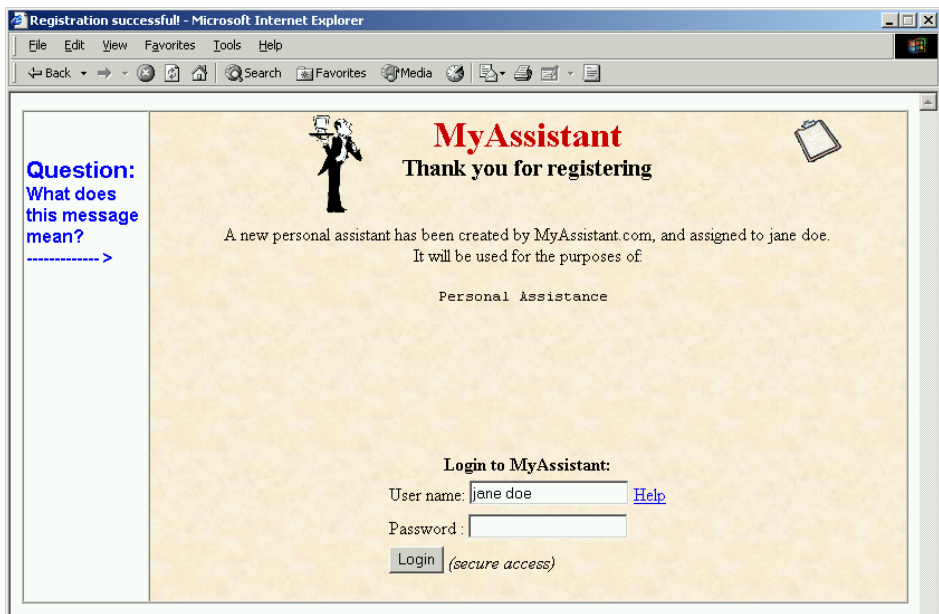 Registration successful! - Microsoft Internet Explorer
File Edit View Favorites Tools Help
Back Search Favorites Media
Question:
What does
this message
mean?
------------- >
MyAssistant
Thank you for registering
A new personal assistant has been created by MyAssistant.com, and assigned to jane doe.
It will be used for the purposes of:
Personal Assistance
Login to MyAssistant:
User name: jane doe Help
Password :
Login (secure access)